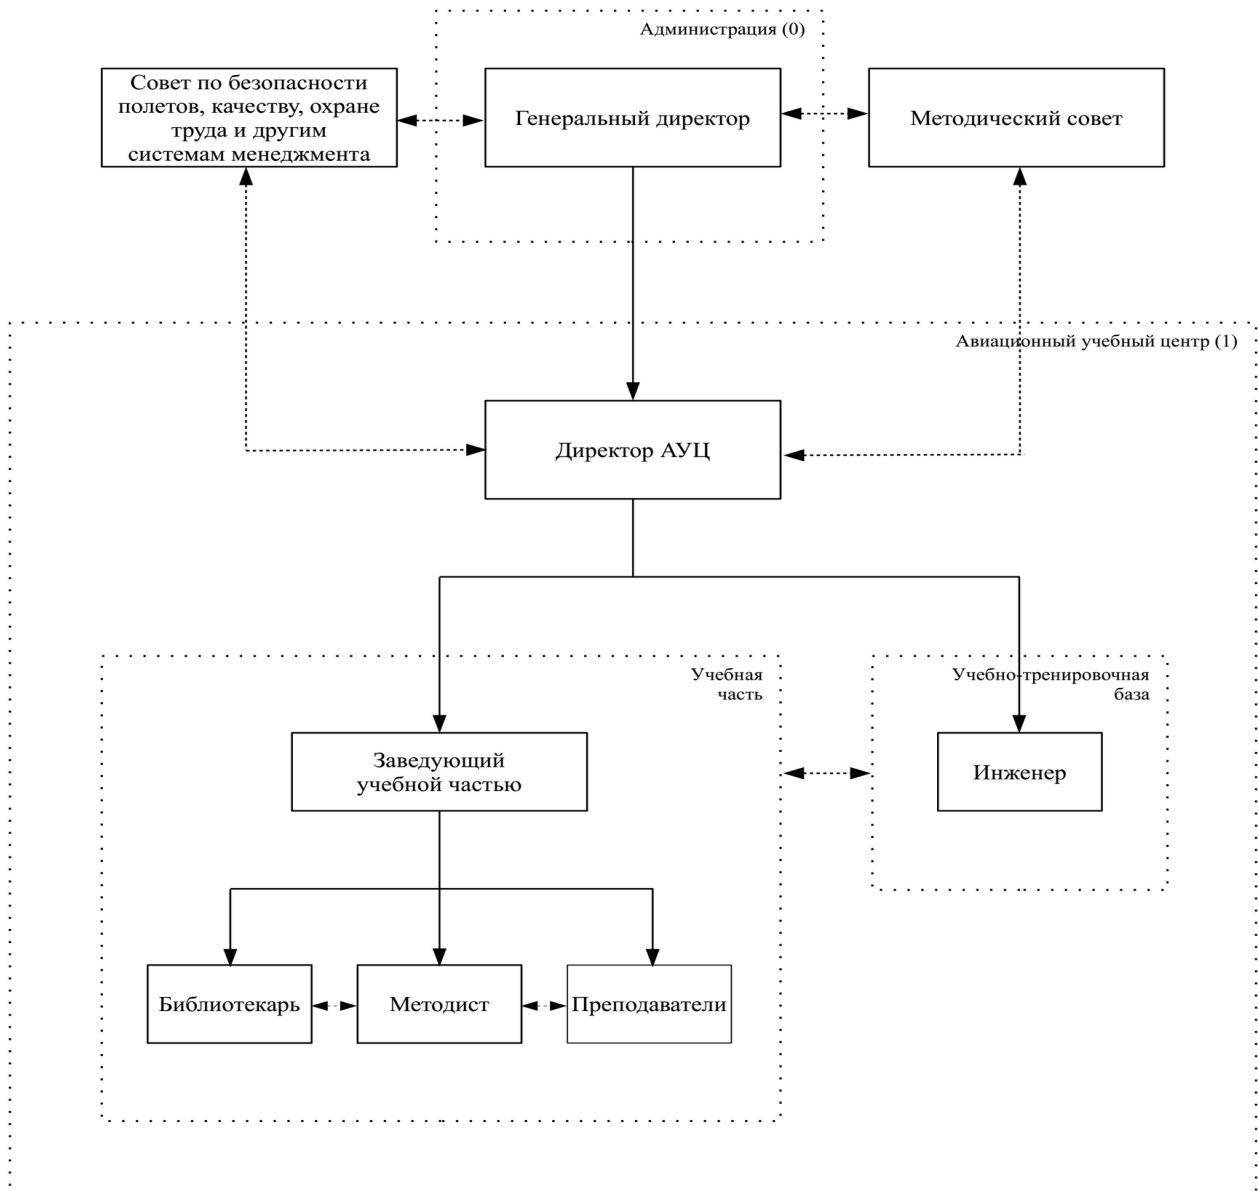 Администрация (0)
Совет по безопасности
полетов, качеству, охране
труда и другим
системам менеджмента
Генеральный директор
Методический совет
Авиационный учебный центр (1)
Директор АУЦ
Учебная
часть
Учебно-тренировочная
база
Заведующий
учебной частью
Инженер
Библиотекарь
Методист
Преподаватели